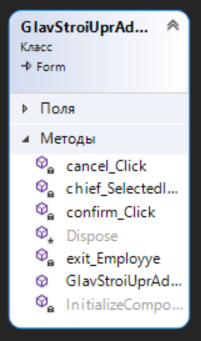 GlavStroiUprAd...
Класс
Form
Поля
Методы
cancel_Click
chief_SelectedI...
confirm_Click
Dispose
exit_Employye
GlavStroiUprAd...
InitializeCompo...